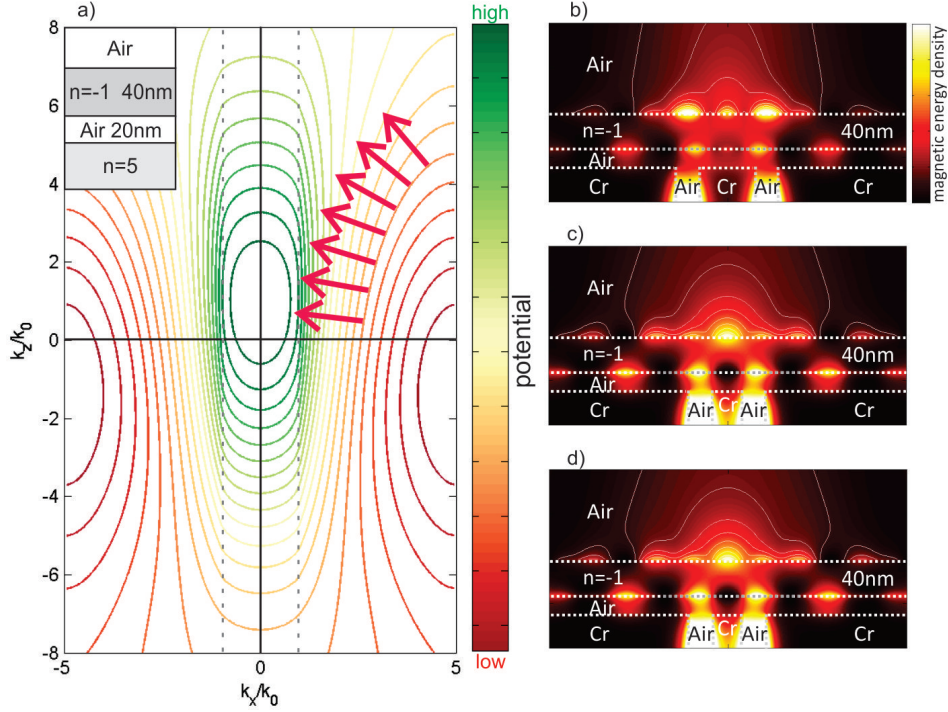 a)
high
8
6
4
2
0
-2
-4
-6
-8
k_z/k_0
Air
n=-1 40nm
Air 20nm
n=5
-5
0
5
k_x/k_0
potential
low
b)
Air
n=-1
40nm
Air
Cr
Air
Cr
Air
Cr
magnetic energy density
c)
Air
n=-1
40nm
Air
Cr
Cr
Air
Air
Cr
d)
Air
n=-1
40nm
Air
Cr
Cr
Air
Air
Cr